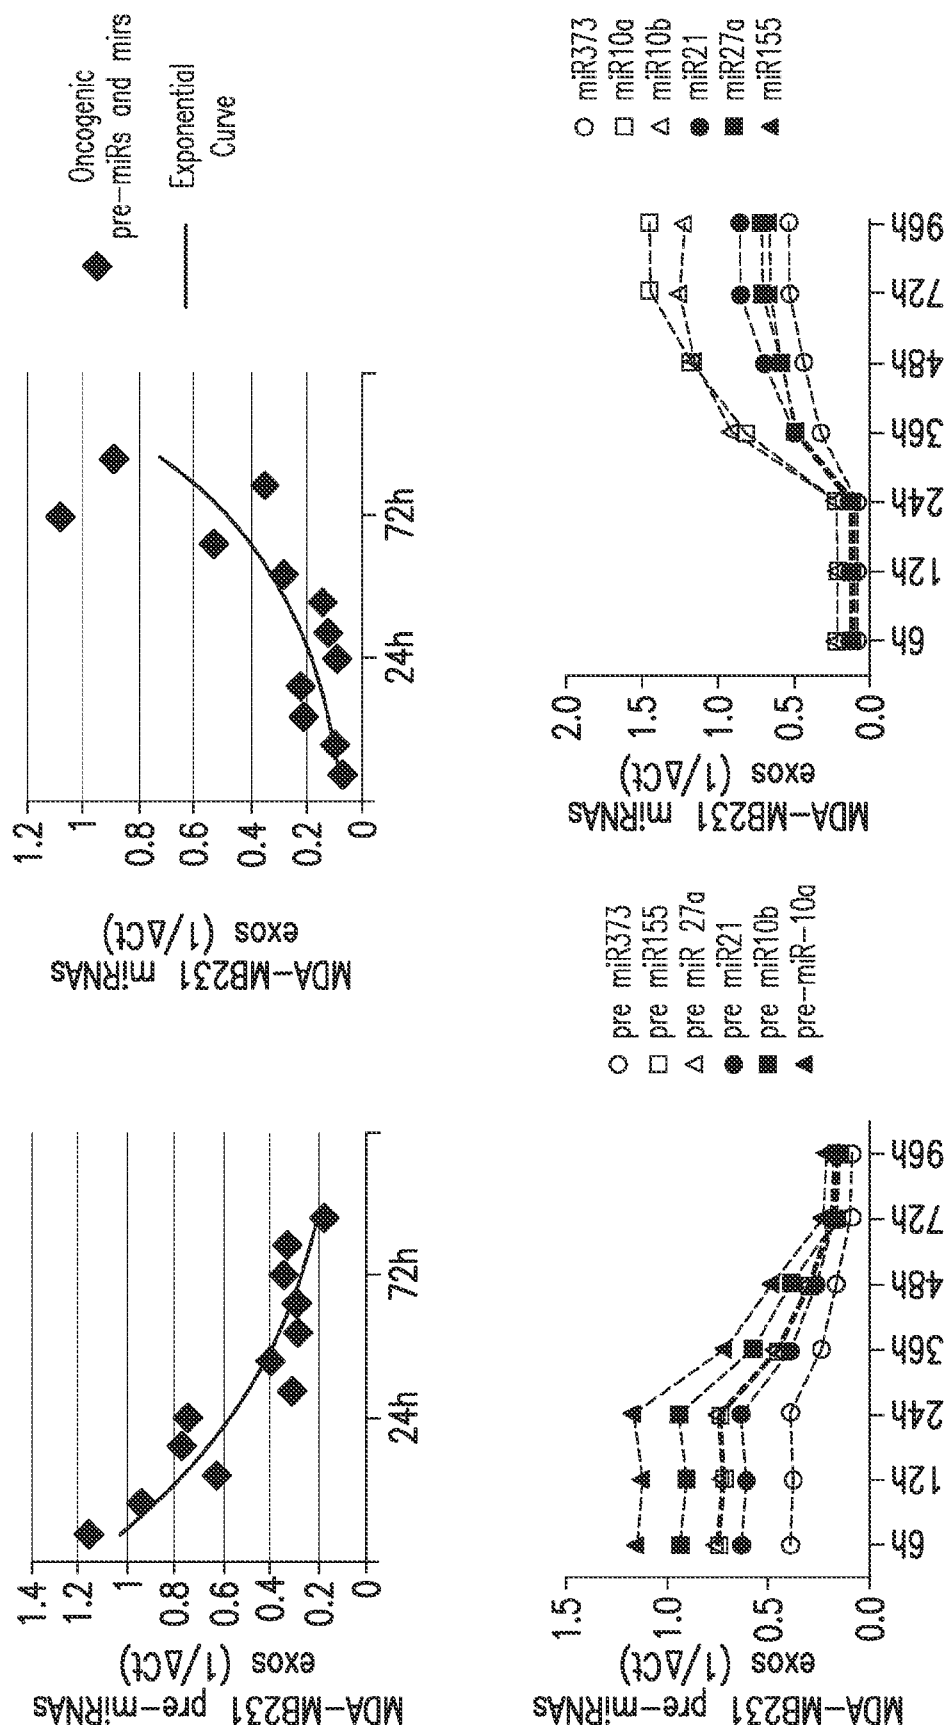 MDA-MB231 pre-miRNAs
exos (1/ΔCt)
1.4
1.2
1
0.8
0.6
0.4
0.2
0
24h
72h
MDA-MB231 miRNAs
exos (1/ΔCt)
1.2
1
0.8
0.6
0.4
0.2
0
24h
72h
Oncogenic
pre-miRs and mirs
Exponential
Curve
MDA-MB231 pre-miRNAs
exos (1/ΔCt)
1.5
1.0
0.5
0.0
6h
12h
24h
36h
48h
72h
96h
pre miR373
pre miR155
pre miR 27a
pre miR21
pre miR10b
pre-miR-10a
MDA-MB231 miRNAs
exos (1/ΔCt)
2.0
1.5
1.0
0.5
0.0
6h
12h
24h
36h
48h
72h
96h
miR373
miR10a
miR10b
miR21
miR27a
miR155